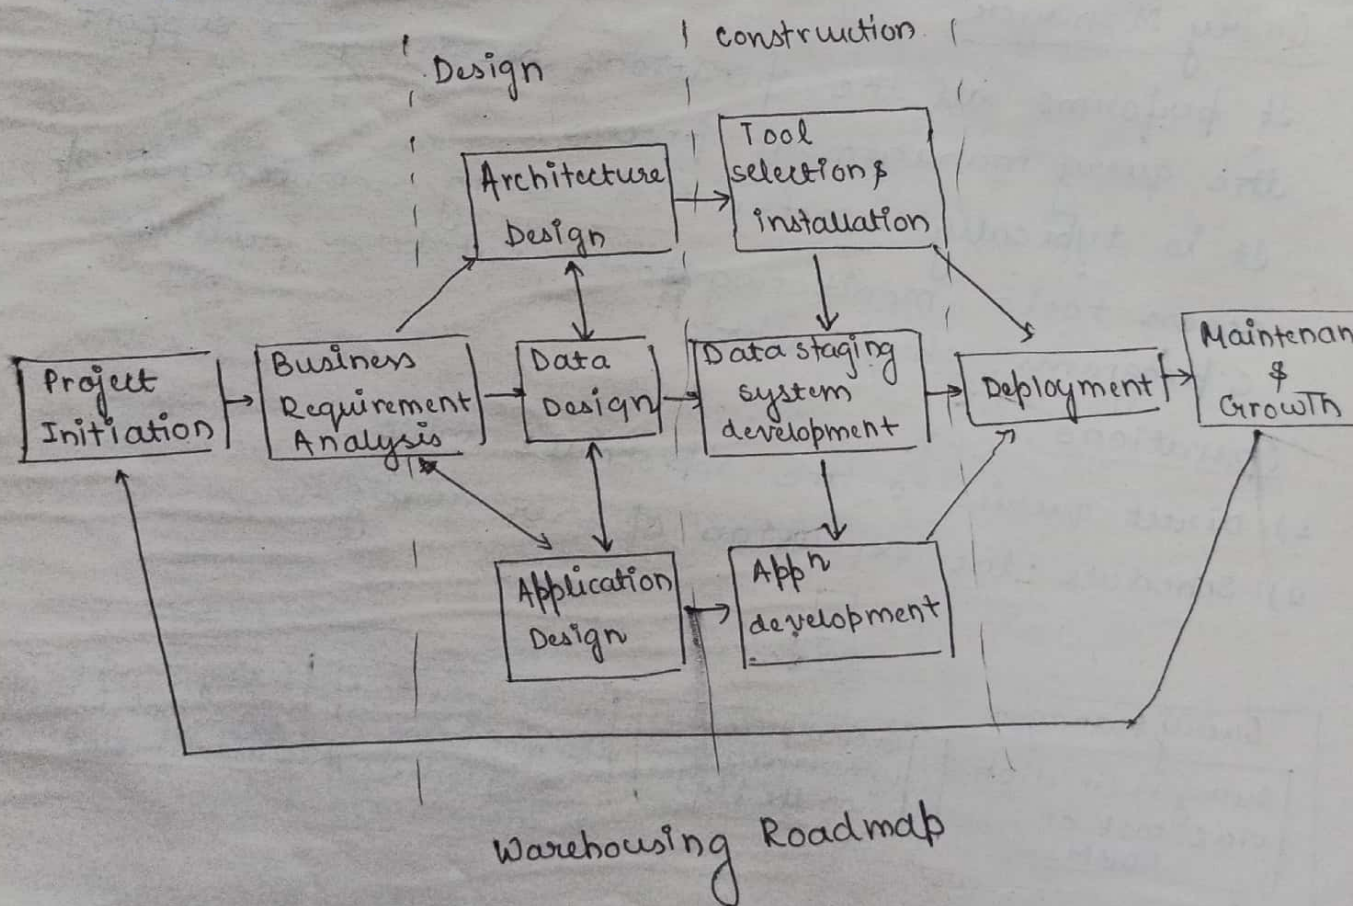 Design
construction
Architecture
Design
Tool
selection &
installation
Project
Initiation
Business
Requirement
Analysis
Data
Design
Data staging
system
development
Deployment
Maintenan
&
Growth
Application
Design
Appⁿ
development
Warehousing Roadmap